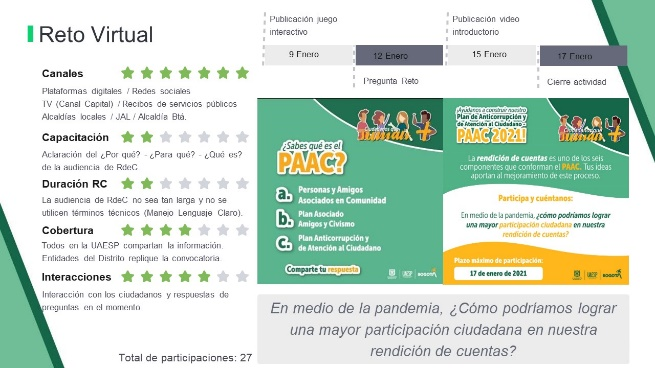 Reto Virtual
Canales
Plataformas digitales / Redes sociales
TV (Canal Capital) / Recibos de servicios públicos
Alcaldías locales / JAL / Alcaldía Btá.
Capacitación
Aclaración del ¿Por qué? - ¿Para qué? - ¿Qué es?
de la audiencia de RdeC
Duración RC
La audiencia de RdeC no sea tan larga y no se
utilicen términos técnicos (Manejo Lenguaje Claro).
Cobertura
Todos en la UAESP compartan la información.
Entidades del Distrito replique la convocatoria.
Interacciones
Interacción con los ciudadanos y respuestas de
preguntas en el momento
Total de participaciones: 27
Publicación juego
interactivo
Publicación video
introductorio
9 Enero
12 Enero
15 Enero
17 Enero
Pregunta Reto
Cierre actividad
¿Sabes qué es el
PAAC?
a. Personas y Amigos
Asociados en Comunidad
b. Plan Asociado
Amigos y Civismo
c. Plan Anticorrupción y
de Atención al Ciudadano
Comparte tu respuesta
BOGOTÁ
¡Ayúdanos a construir nuestro
Plan de Anticorrupción y
de Atención al Ciudadano -
PAAC 2021!
La rendición de cuentas es uno de los seis
componentes que conforman el PAAC. Tus ideas
aportan al mejoramiento de este proceso.
Participa y cuéntanos:
En medio de la pandemia, ¿cómo podríamos lograr
una mayor participación ciudadana en nuestra
rendición de cuentas?
Plazo máximo de participación:
17 de enero de 2021
BOGOTÁ
En medio de la pandemia, ¿Cómo podríamos lograr
una mayor participación ciudadana en nuestra
rendición de cuentas?